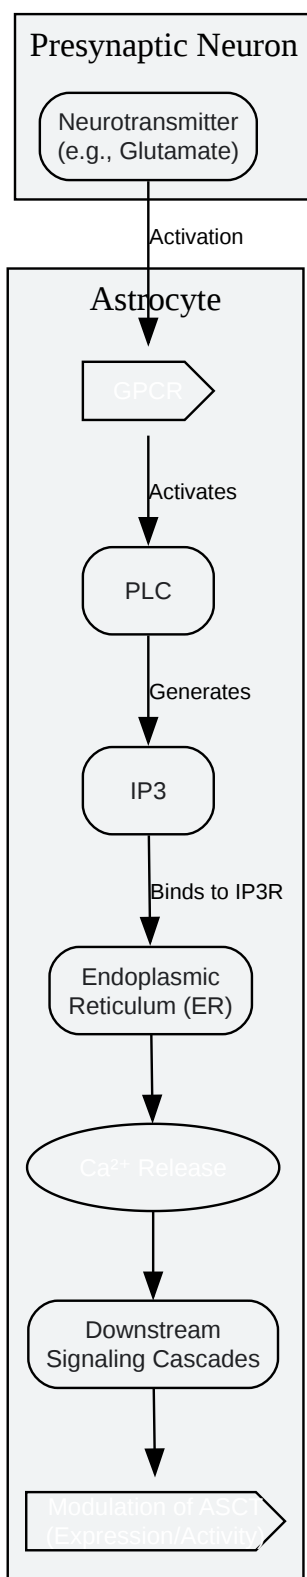 Presynaptic Neuron
Neurotransmitter
(e.g., Glutamate)
Activation
Astrocyte
GPCR
Activates
PLC
Generates
IP3
Binds to IP3R
Endoplasmic
Reticulum (ER)
Ca²⁺ Release
Downstream
Signaling Cascades
Modulation of ASCT
(Expression/Activity)